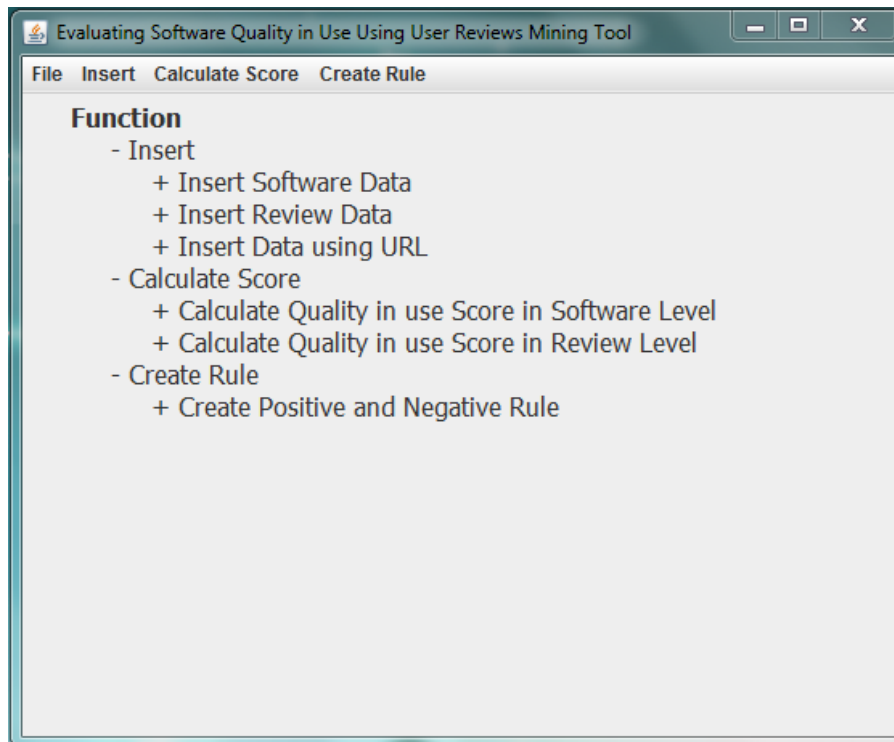 Evaluating Software Quality in Use Using User Reviews Mining Tool
File Insert Calculate Score Create Rule
Function
- Insert
+ Insert Software Data
+ Insert Review Data
+ Insert Data using URL
- Calculate Score
+ Calculate Quality in use Score in Software Level
+ Calculate Quality in use Score in Review Level
- Create Rule
+ Create Positive and Negative Rule